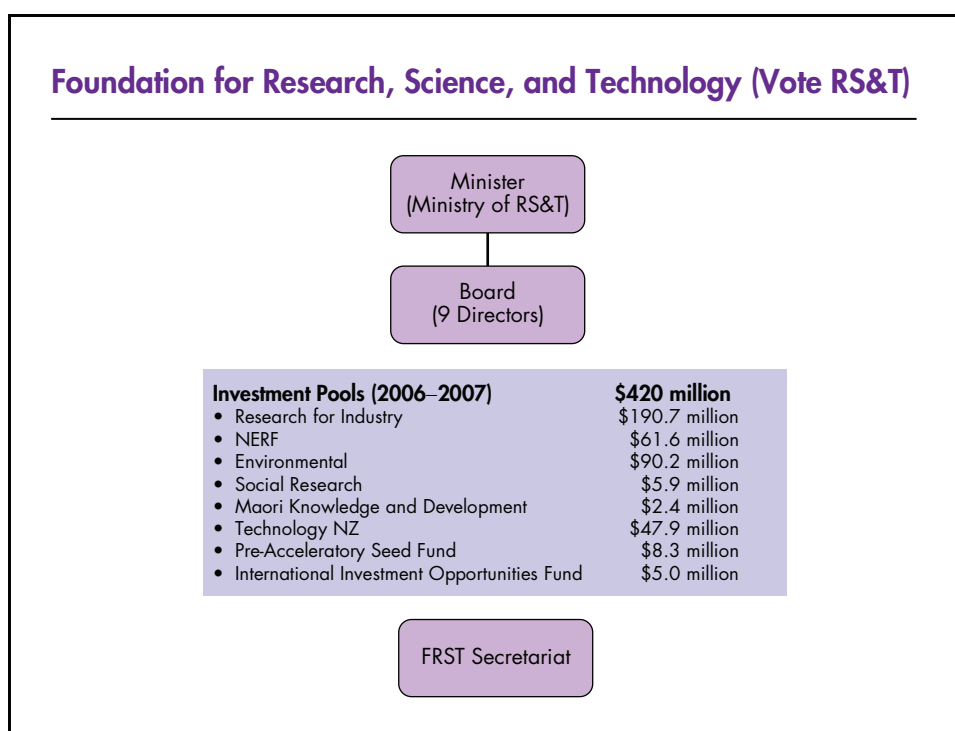 Foundation for Research, Science, and Technology (Vote RS&T)
Minister
(Ministry of RS&T)
Board
(9 Directors)
Investment Pools (2006–2007) $420 million
• Research for Industry $190.7 million
• NERF $61.6 million
• Environmental $90.2 million
• Social Research $5.9 million
• Maori Knowledge and Development $2.4 million
• Technology NZ $47.9 million
• Pre-Acceleratory Seed Fund $8.3 million
• International Investment Opportunities Fund $5.0 million
FRST Secretariat